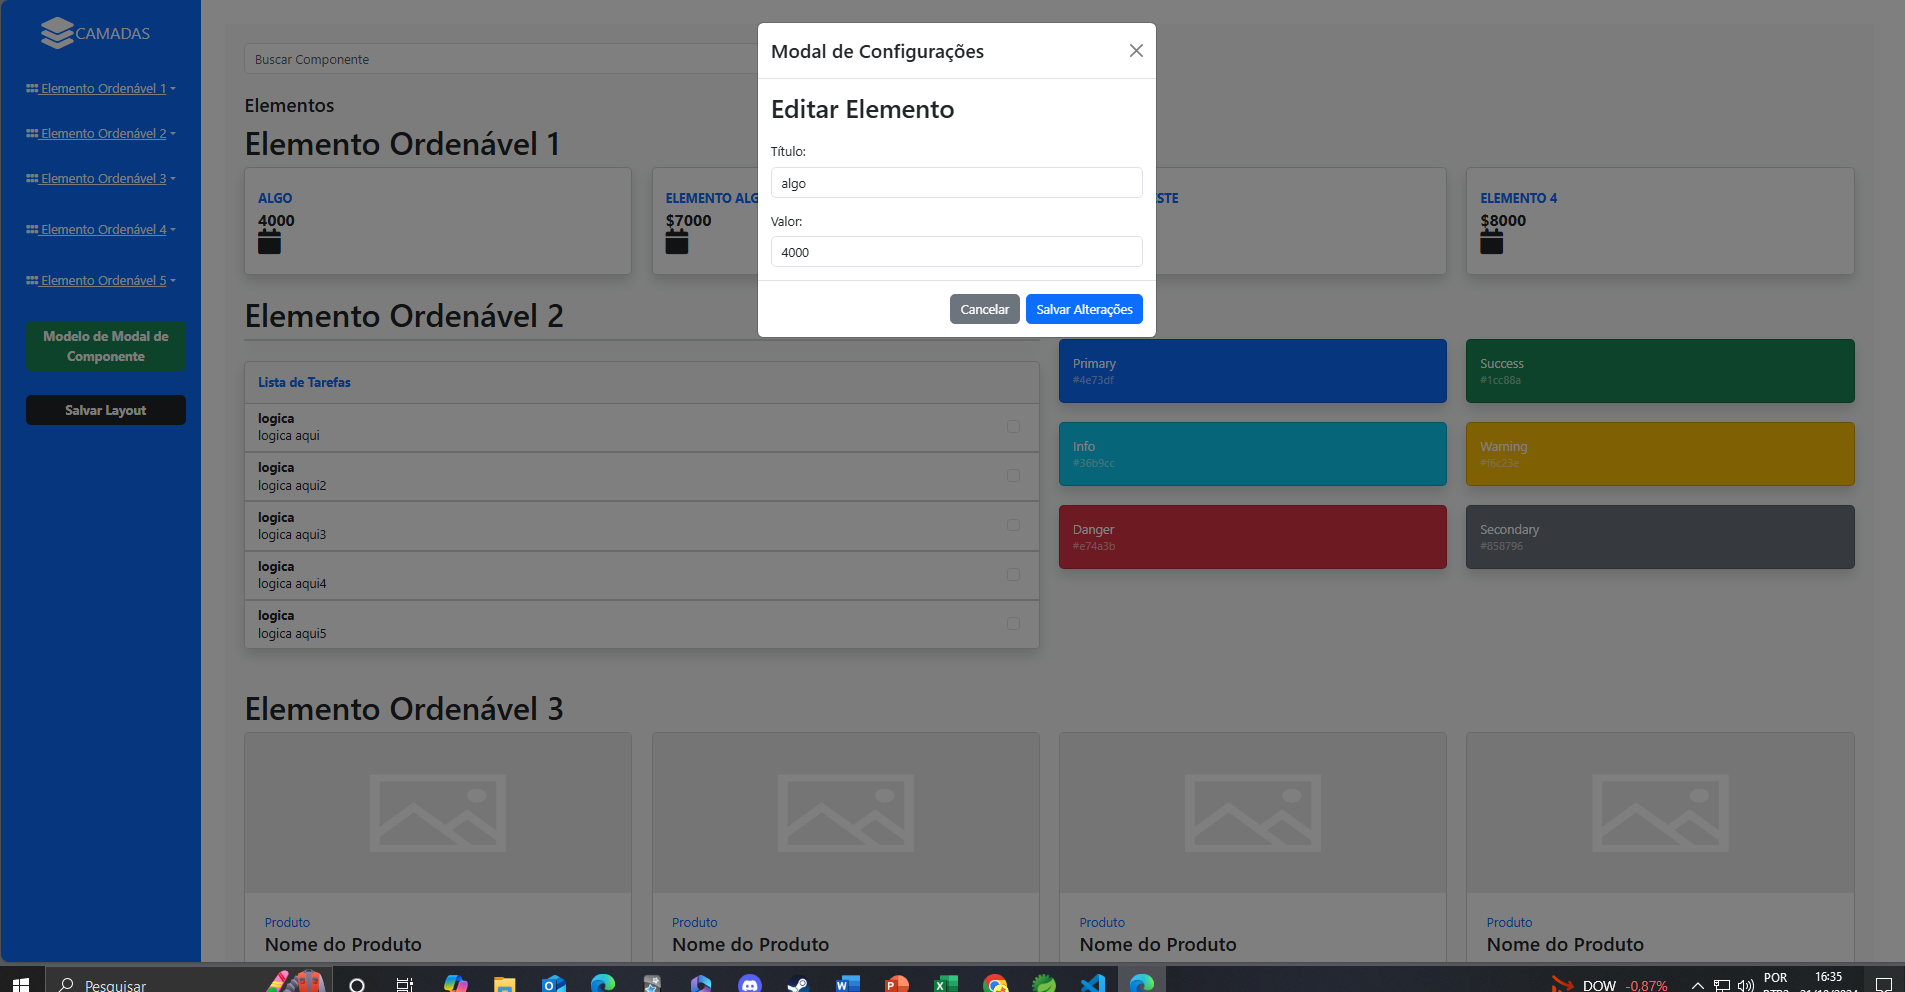 CAMADAS
Elemento Ordenável 1
Elemento Ordenável 2
Elemento Ordenável 3
Elemento Ordenável 4
Elemento Ordenável 5
Modelo de Modal de
Componente
Salvar Layout
Buscar Componente
Elementos
Elemento Ordenável 1
ALGO
4000
ELEMENTO ALG
$7000
STE
ELEMENTO 4
$8000
Modal de Configurações
Editar Elemento
Título:
algo
Valor:
4000
Cancelar
Salvar Alterações
Elemento Ordenável 2
Lista de Tarefas
logica
logica aqui
logica
logica aqui2
logica
logica aqui3
logica
logica aqui4
logica
logica aqui5
Primary
#4e73df
Success
#1cc88a
Info
#36b9cc
Warning
#f6c23e
Danger
#e74a3b
Secondary
#858796
Elemento Ordenável 3
Produto
Nome do Produto
Produto
Nome do Produto
Produto
Nome do Produto
Produto
Nome do Produto
Pesquisar
DOW -0,87%
POR
16:35